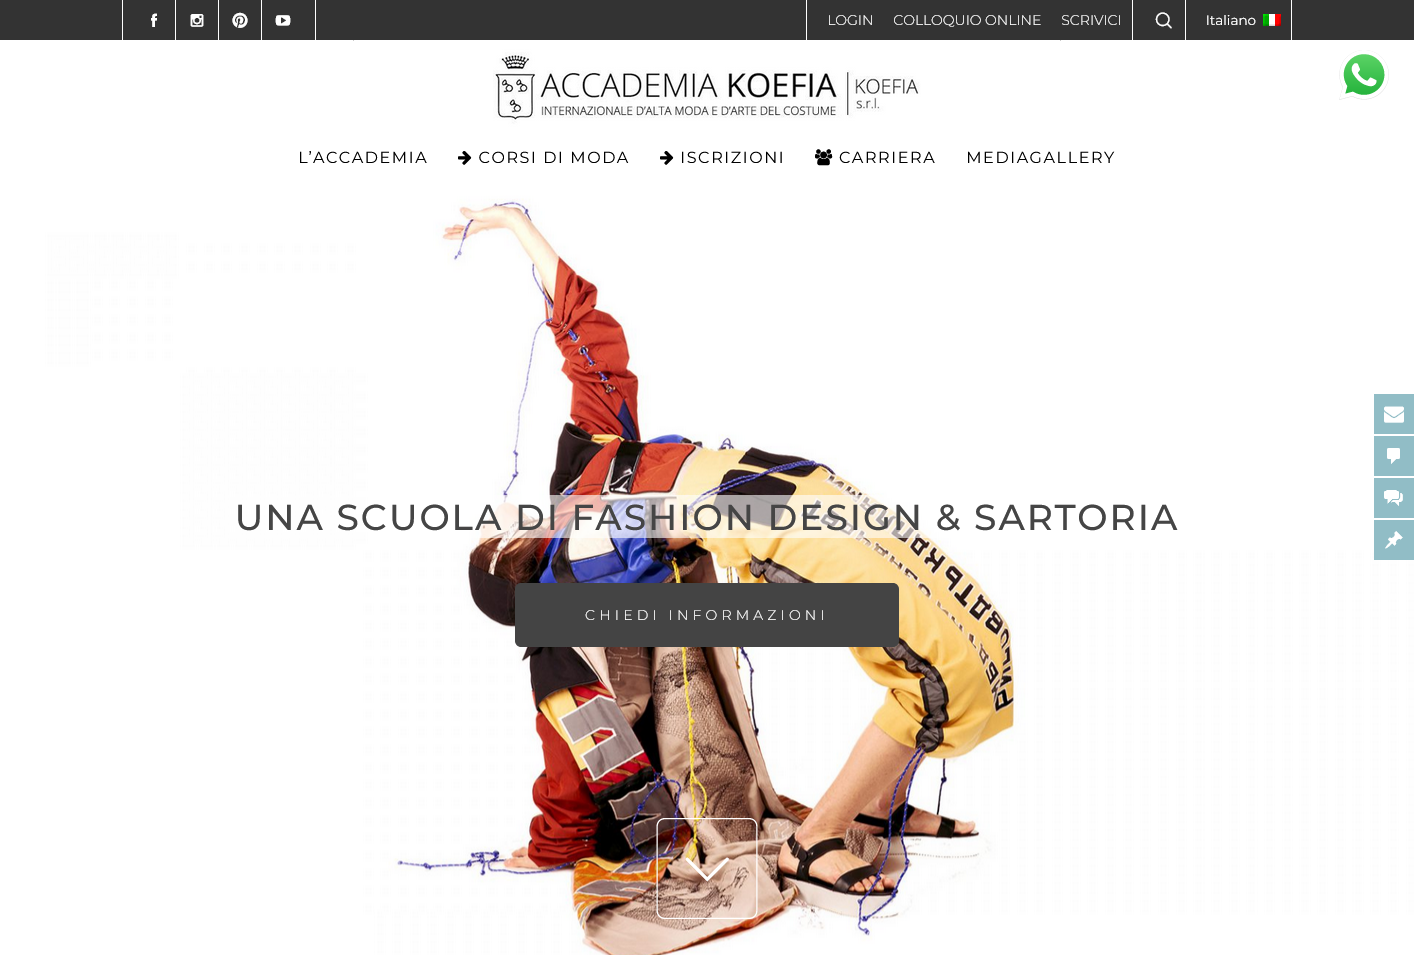 LOGIN COLLOQUIO ONLINE SCRIVICI Italiano
ACCADEMIA KOEFIA KOEFIA
INTERNAZIONALE D'ALTA MODA E D'ARTE DEL COSTUME s.r.l.
L'ACCADEMIA CORSI DI MODA ISCRIZIONI CARRIERA MEDIAGALLERY
UNA SCUOLA DI FASHION DESIGN & SARTORIA
CHIEDI INFORMAZIONI